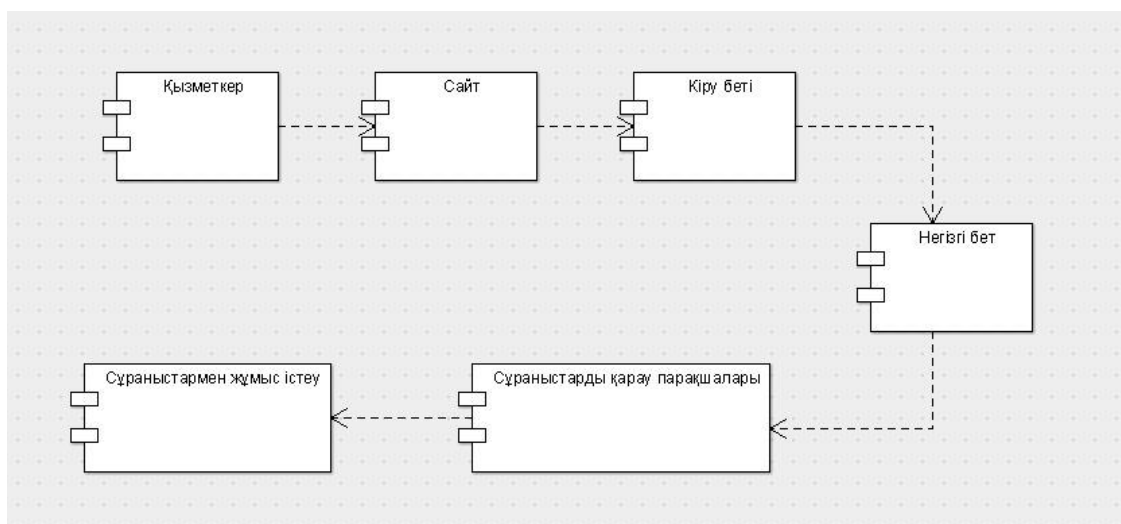 Қызметкер
Сайт
Кіру беті
Негізгі бет
Сұраныстармен жұмыс істеу
Сұраныстарды қарау парақшалары